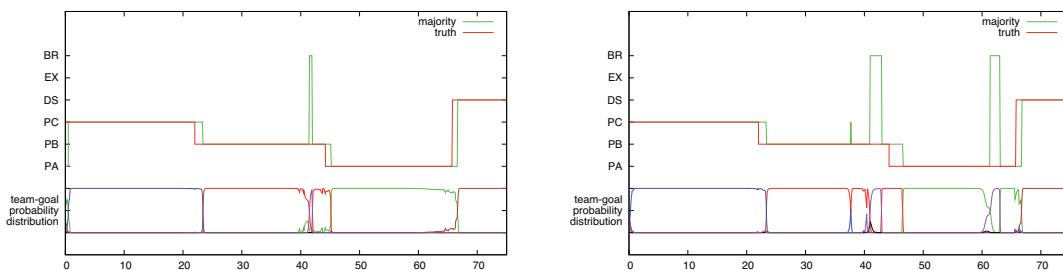 majority
truth
BR
EX
DS
PC
PB
PA
team-goal
probability
distribution
0 10 20 30 40 50 60 70
majority
truth
BR
EX
DS
PC
PB
PA
team-goal
probability
distribution
0 10 20 30 40 50 60 70